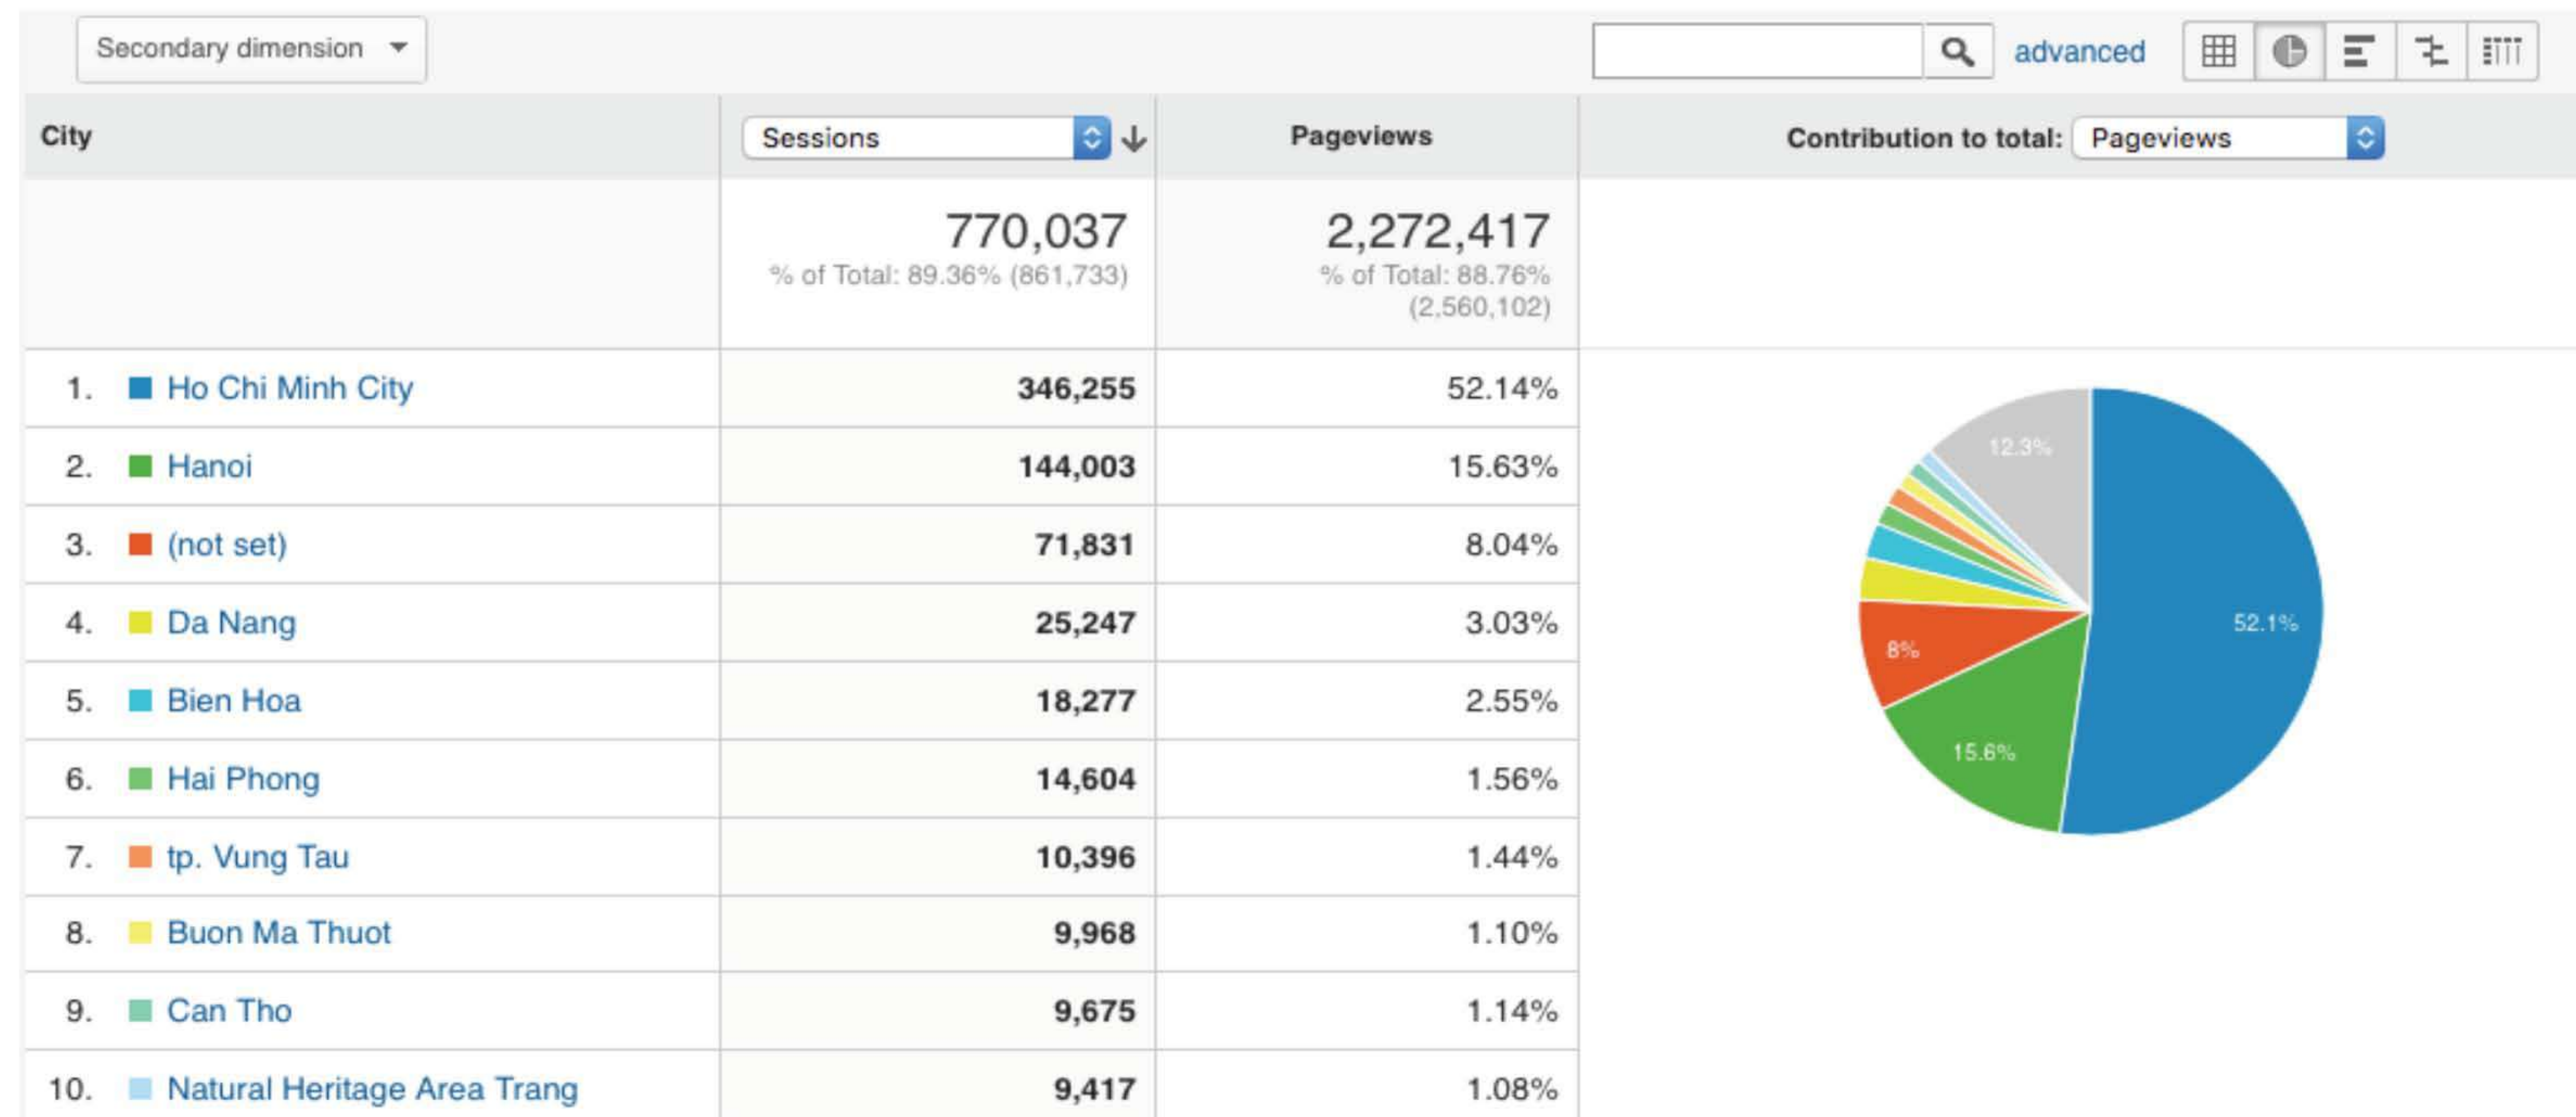 Secondary dimension
advanced
City Sessions Pageviews Contribution to total: Pageviews
770,037 2,272,417
% of Total: 89.36% (861,733) % of Total: 88.76%
(2,560,102)
1. Ho Chi Minh City 346,255 52.14%
2. Hanoi 144,003 15.63%
3. (not set) 71,831 8.04%
4. Da Nang 25,247 3.03%
5. Bien Hoa 18,277 2.55%
6. Hai Phong 14,604 1.56%
7. tp. Vung Tau 10,396 1.44%
8. Buon Ma Thuot 9,968 1.10%
9. Can Tho 9,675 1.14%
10. Natural Heritage Area Trang 9,417 1.08%
12.3%
52.1%
8%
15.6%